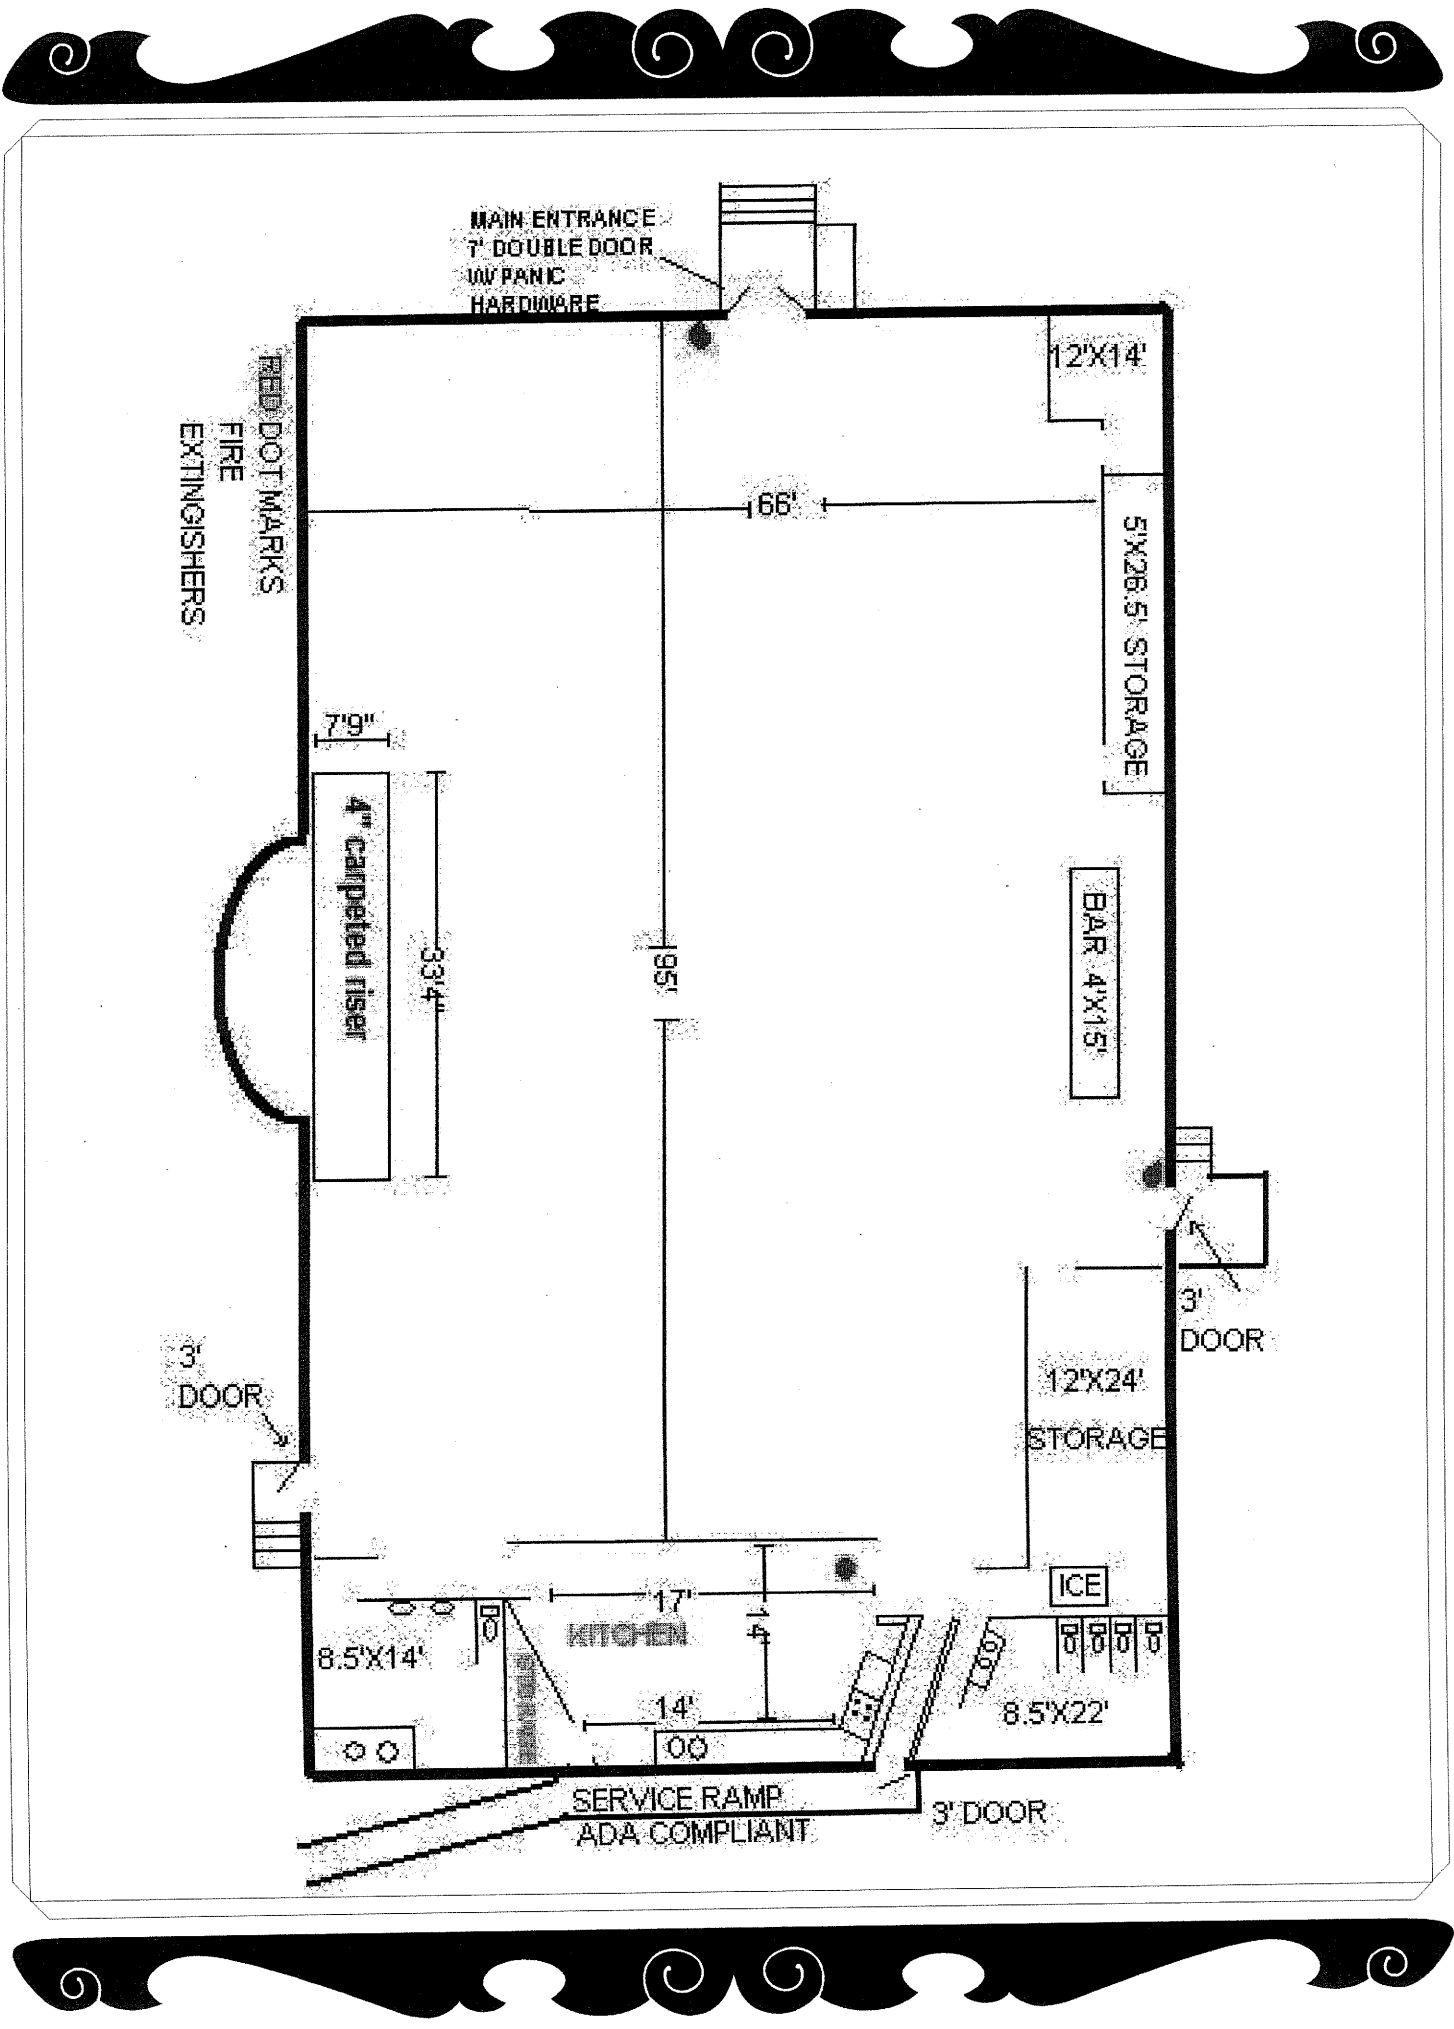 MAIN ENTRANCE
7' DOUBLE DOOR
W/ PANIC
HARDWARE
12'X14'
RED DOT MARKS
FIRE
EXTINGISHERS
66'
5'X26.5' STORAGE
7'9"
4" carpeted riser
33'4"
95'
BAR 4'X15'
3'
DOOR
3'
DOOR
12'X24'
STORAGE
ICE
17'
KITCHEN
14'
8.5'X14'
14'
8.5'X22'
SERVICE RAMP
ADA COMPLIANT
3' DOOR